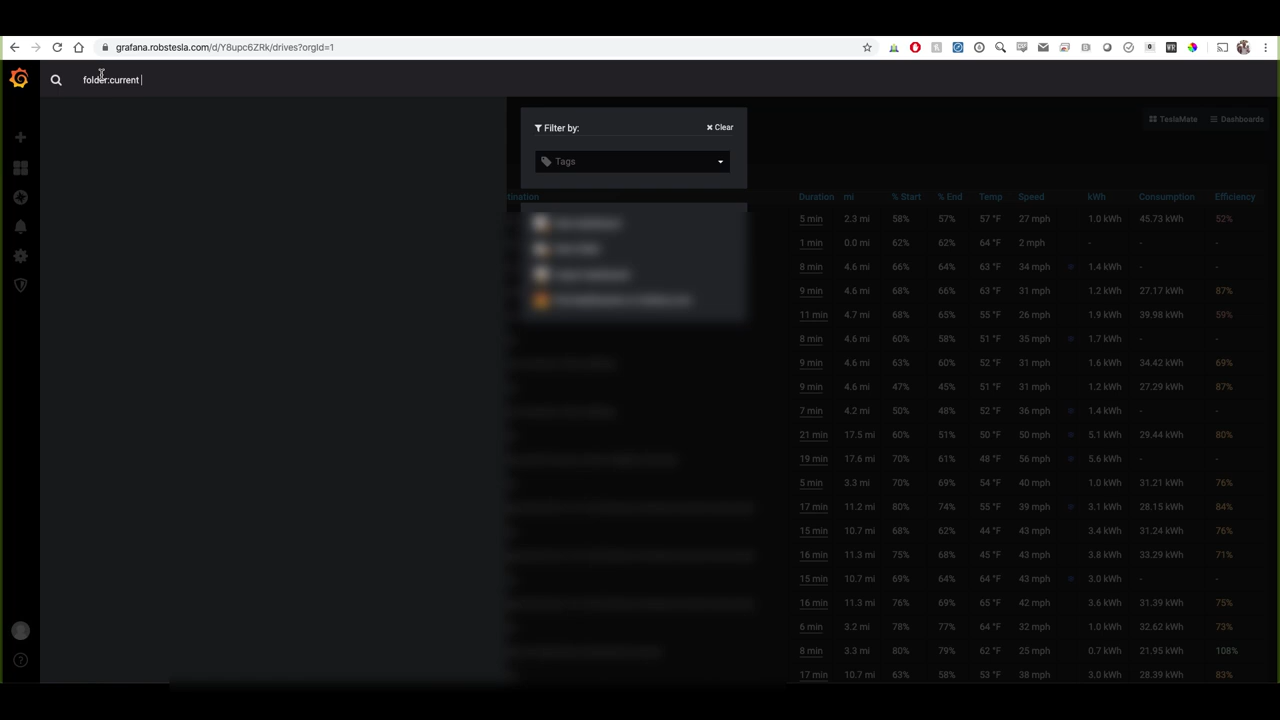 grafana.robstesla.com/d/Y8upc6ZRk/drives?orgId=1
folder:current
Filter by:
Clear
Tags
TeslaMate
Dashboards
tination Duration mi % Start % End Temp Speed kWh Consumption Efficiency
5 min 2.3 mi 58% 57% 57 °F 27 mph 1.0 kWh 45.73 kWh 52%
1 min 0.0 mi 62% 62% 64 °F 2 mph - - -
8 min 4.6 mi 66% 64% 63 °F 34 mph 1.4 kWh - -
9 min 4.6 mi 68% 66% 63 °F 31 mph 1.2 kWh 27.17 kWh 87%
11 min 4.7 mi 68% 65% 55 °F 26 mph 1.9 kWh 39.98 kWh 59%
8 min 4.6 mi 60% 58% 51 °F 35 mph 1.7 kWh - -
9 min 4.6 mi 63% 60% 52 °F 31 mph 1.6 kWh 34.42 kWh 69%
9 min 4.6 mi 47% 45% 51 °F 31 mph 1.2 kWh 27.29 kWh 87%
7 min 4.2 mi 50% 48% 52 °F 36 mph 1.4 kWh - -
21 min 17.5 mi 60% 51% 50 °F 50 mph 5.1 kWh 29.44 kWh 80%
19 min 17.6 mi 70% 61% 48 °F 56 mph 5.6 kWh - -
5 min 3.3 mi 70% 69% 54 °F 40 mph 1.0 kWh 31.21 kWh 76%
17 min 11.2 mi 80% 74% 55 °F 39 mph 3.1 kWh 28.15 kWh 84%
15 min 10.7 mi 68% 62% 44 °F 43 mph 3.4 kWh 31.24 kWh 76%
16 min 11.3 mi 75% 68% 45 °F 43 mph 3.8 kWh 33.29 kWh 71%
15 min 10.7 mi 69% 64% 64 °F 43 mph 3.0 kWh - -
16 min 11.3 mi 76% 69% 65 °F 42 mph 3.6 kWh 31.39 kWh 75%
6 min 3.2 mi 78% 77% 64 °F 32 mph 1.0 kWh 32.62 kWh 73%
8 min 3.3 mi 80% 79% 62 °F 25 mph 0.7 kWh 21.95 kWh 108%
17 min 10.7 mi 63% 58% 53 °F 38 mph 3.0 kWh 28.39 kWh 83%